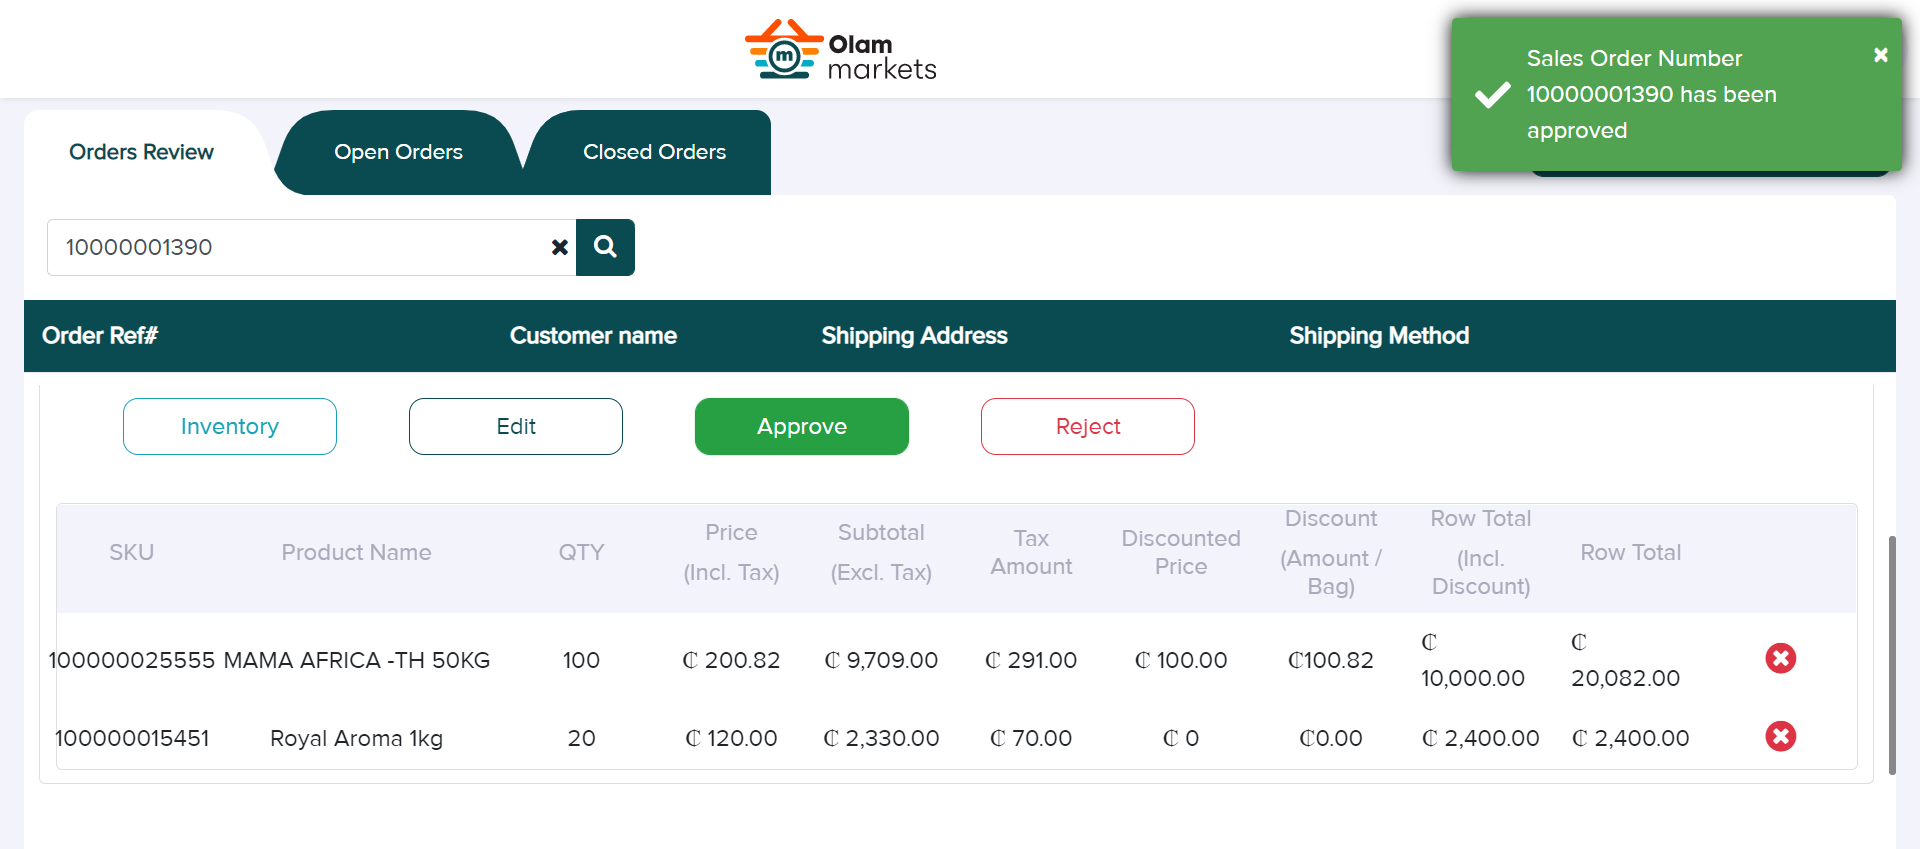 m
Olam
markets
Sales Order Number
10000001390 has been
approved
Orders Review
Open Orders
Closed Orders
10000001390
Order Ref#
Customer name
Shipping Address
Shipping Method
Inventory
Edit
Approve
Reject
SKU
Product Name
QTY
Price
(Incl. Tax)
Subtotal
(Excl. Tax)
Tax
Amount
Discounted
Price
Discount
(Amount /
Bag)
Row Total
(Incl.
Discount)
Row Total
100000025555
MAMA AFRICA -TH 50KG
100
₵ 200.82
₵ 9,709.00
₵ 291.00
₵ 100.00
₵100.82
₵
10,000.00
₵
20,082.00
100000015451
Royal Aroma 1kg
20
₵ 120.00
₵ 2,330.00
₵ 70.00
₵ 0
₵0.00
₵ 2,400.00
₵ 2,400.00